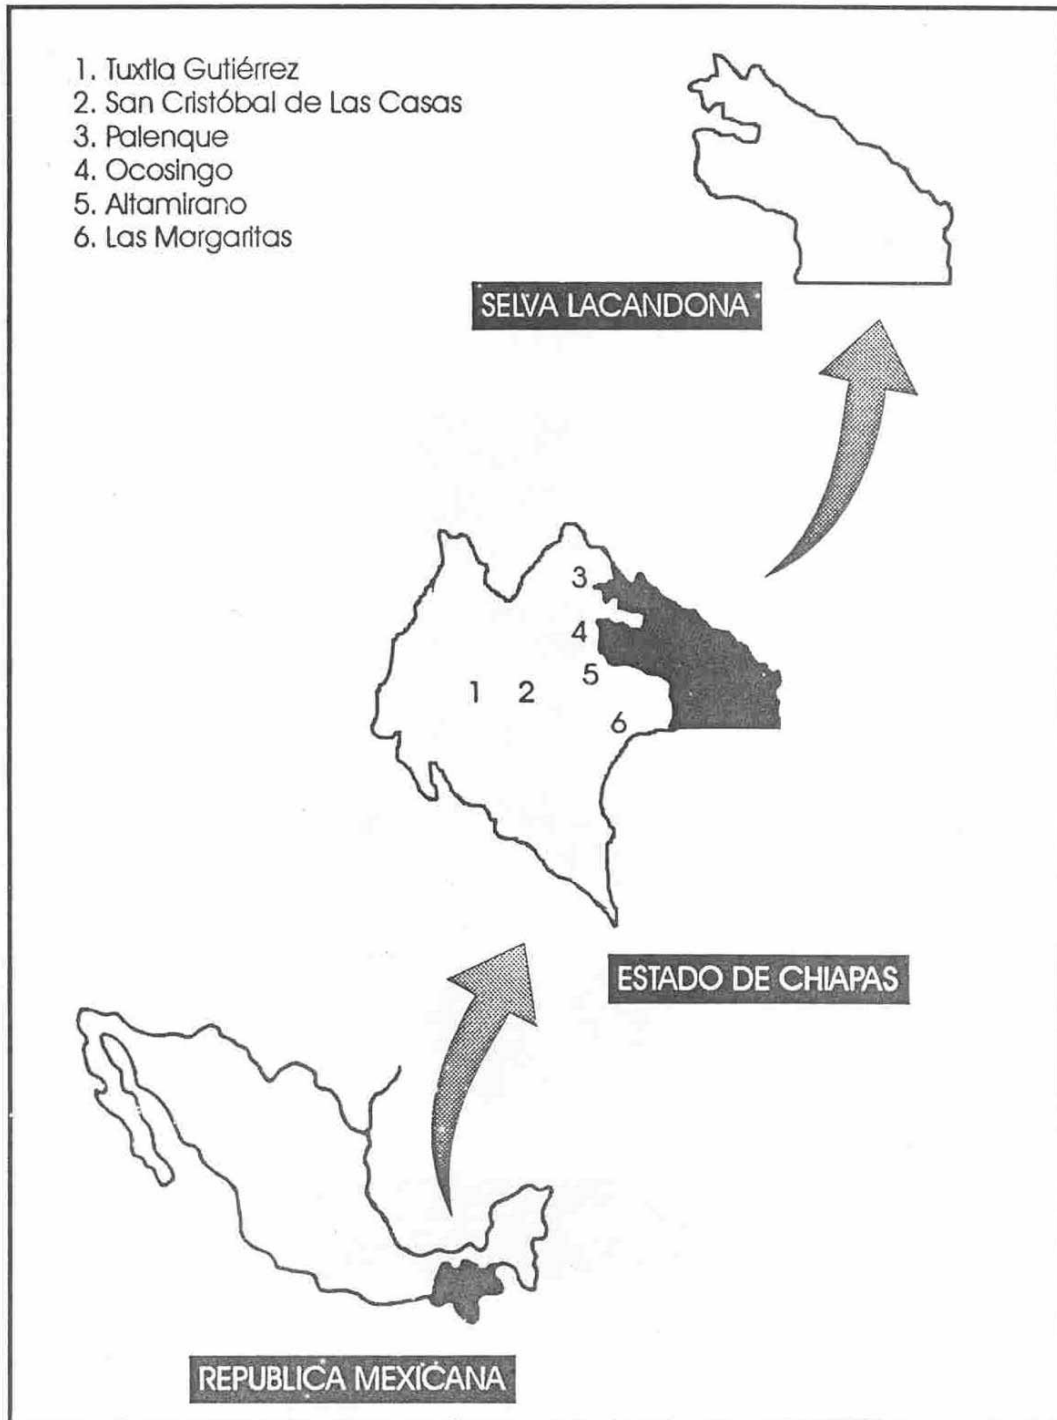 1. Tuxtla Gutiérrez
2. San Cristóbal de Las Casas
3. Palenque
4. Ocosingo
5. Altamirano
6. Las Margaritas
SELVA LACANDONA
3
4
5
1 2
6
ESTADO DE CHIAPAS
REPUBLICA MEXICANA